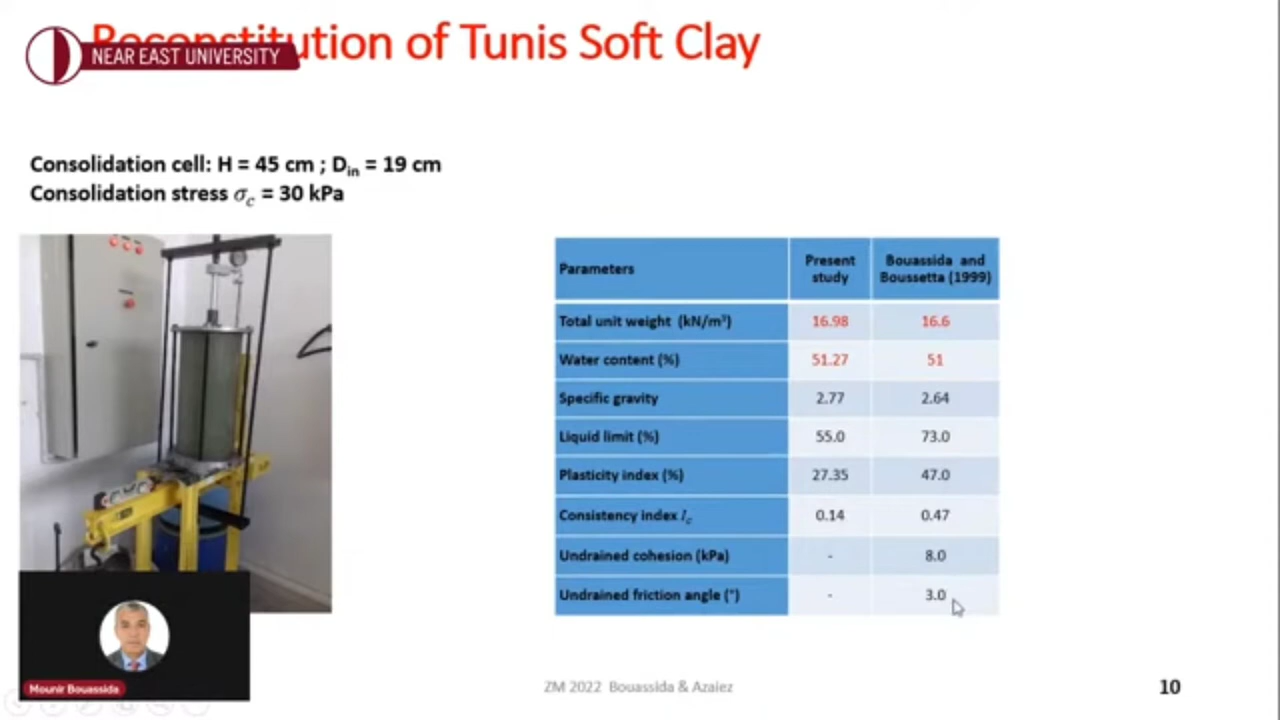 Reconstitution of Tunis Soft Clay
NEAR EAST UNIVERSITY
Consolidation cell: H = 45 cm ; Din = 19 cm
Consolidation stress σc = 30 kPa
Parameters Present study Bouassida and Boussetta (1999)
Total unit weight (kN/m³) 16.98 16.6
Water content (%) 51.27 51
Specific gravity 2.77 2.64
Liquid limit (%) 55.0 73.0
Plasticity index (%) 27.35 47.0
Consistency index Ic 0.14 0.47
Undrained cohesion (kPa) - 8.0
Undrained friction angle (°) - 3.0
Mounir Bouassida
ZM 2022 Bouassida & Azaiez
10